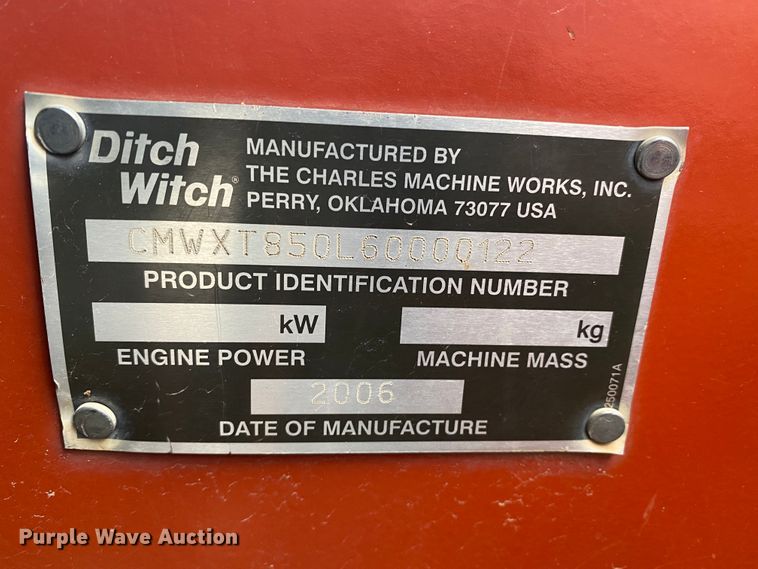 Ditch
Witch®
MANUFACTURED BY
THE CHARLES MACHINE WORKS, INC.
PERRY, OKLAHOMA 73077 USA
CMWXT850L60000122
PRODUCT IDENTIFICATION NUMBER
kW
kg
ENGINE POWER
MACHINE MASS
2006
DATE OF MANUFACTURE
250071A
Purple Wave Auction